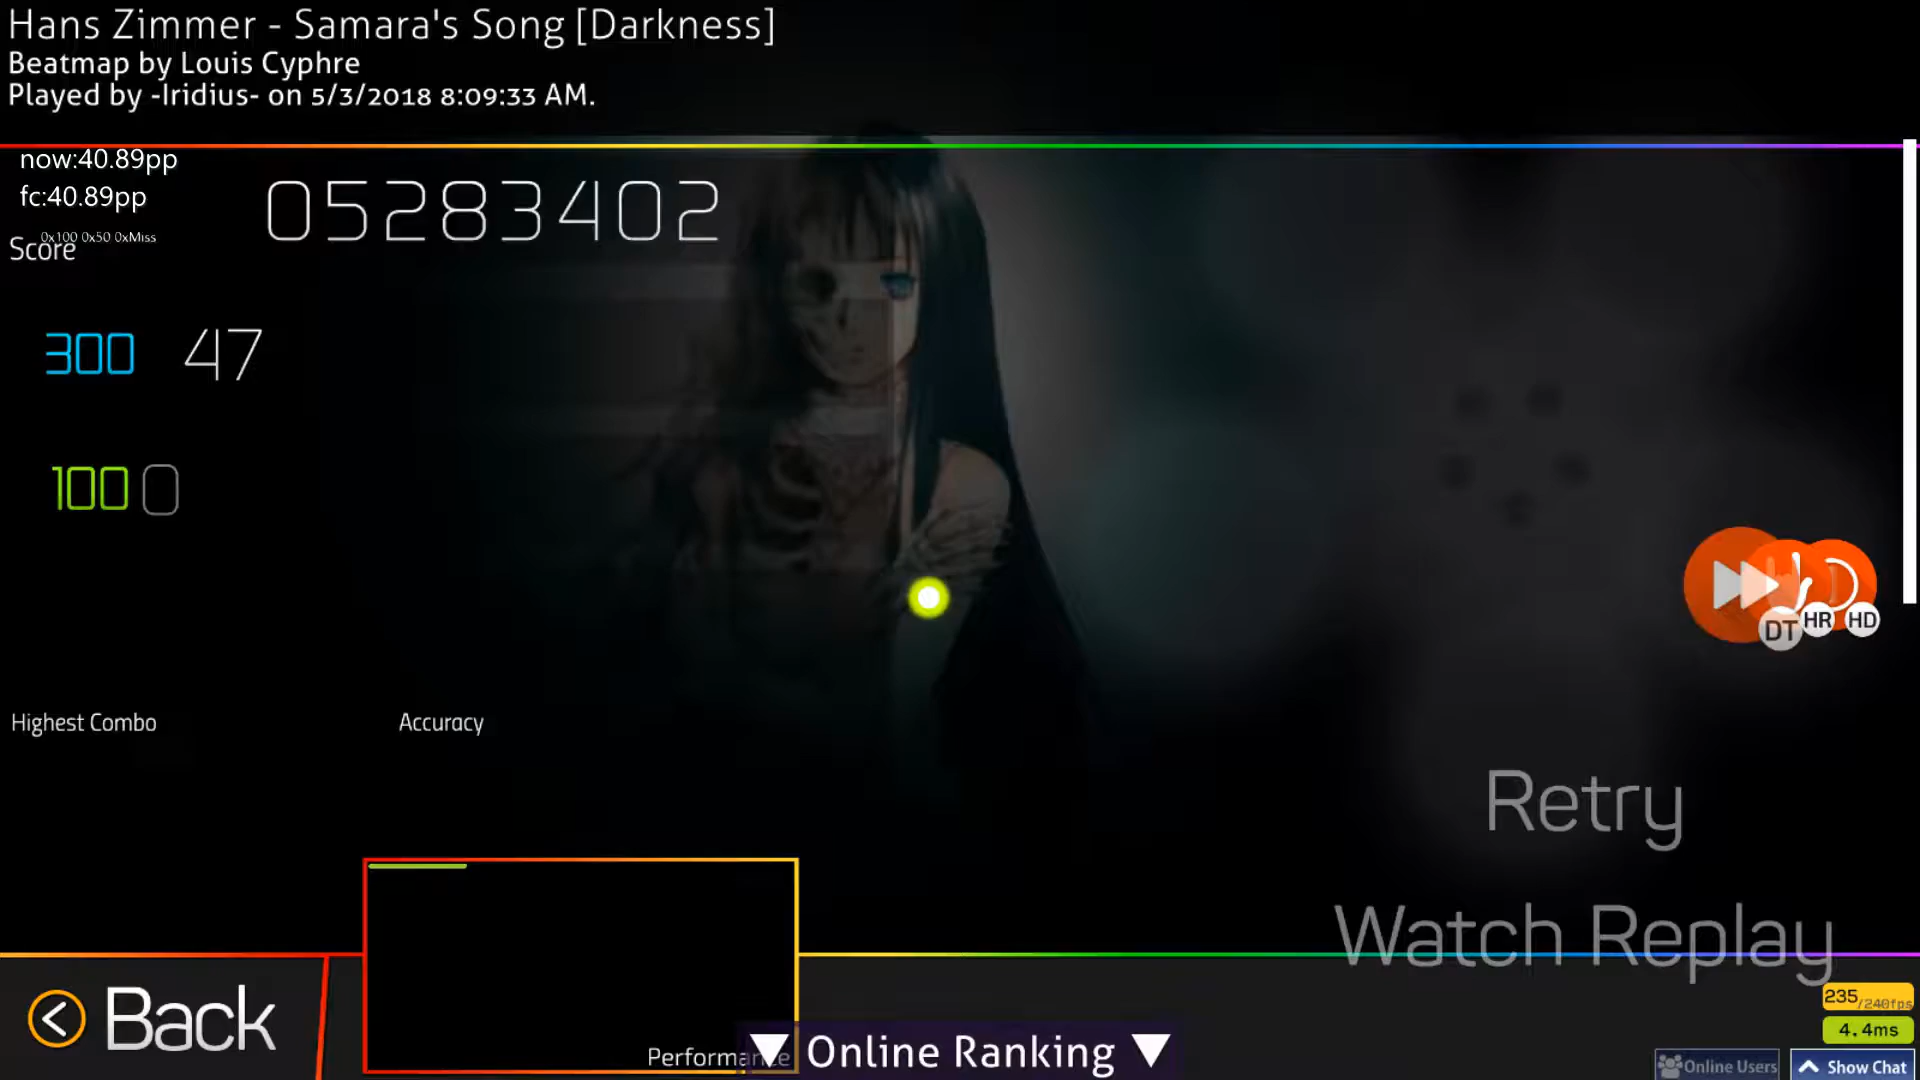 Hans Zimmer - Samara's Song [Darkness]
Beatmap by Louis Cyphre
Played by -Iridius- on 5/3/2018 8:09:33 AM.
now:40.89pp
fc:40.89pp
0x100 0x50 0xMiss
Score 05283402
300 47
100 0
DT HR HD
Highest Combo Accuracy
Retry
Watch Replay
Back
Performance
Online Ranking
235/240fps
4.4ms
Online Users
Show Chat